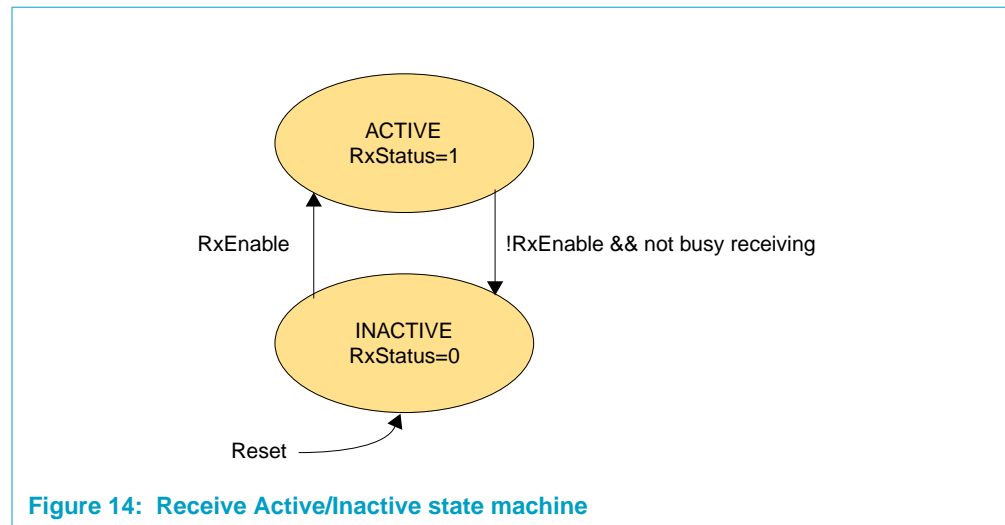 ACTIVE
RxStatus=1
RxEnable
!RxEnable && not busy receiving
INACTIVE
RxStatus=0
Reset
Figure 14: Receive Active/Inactive state machine